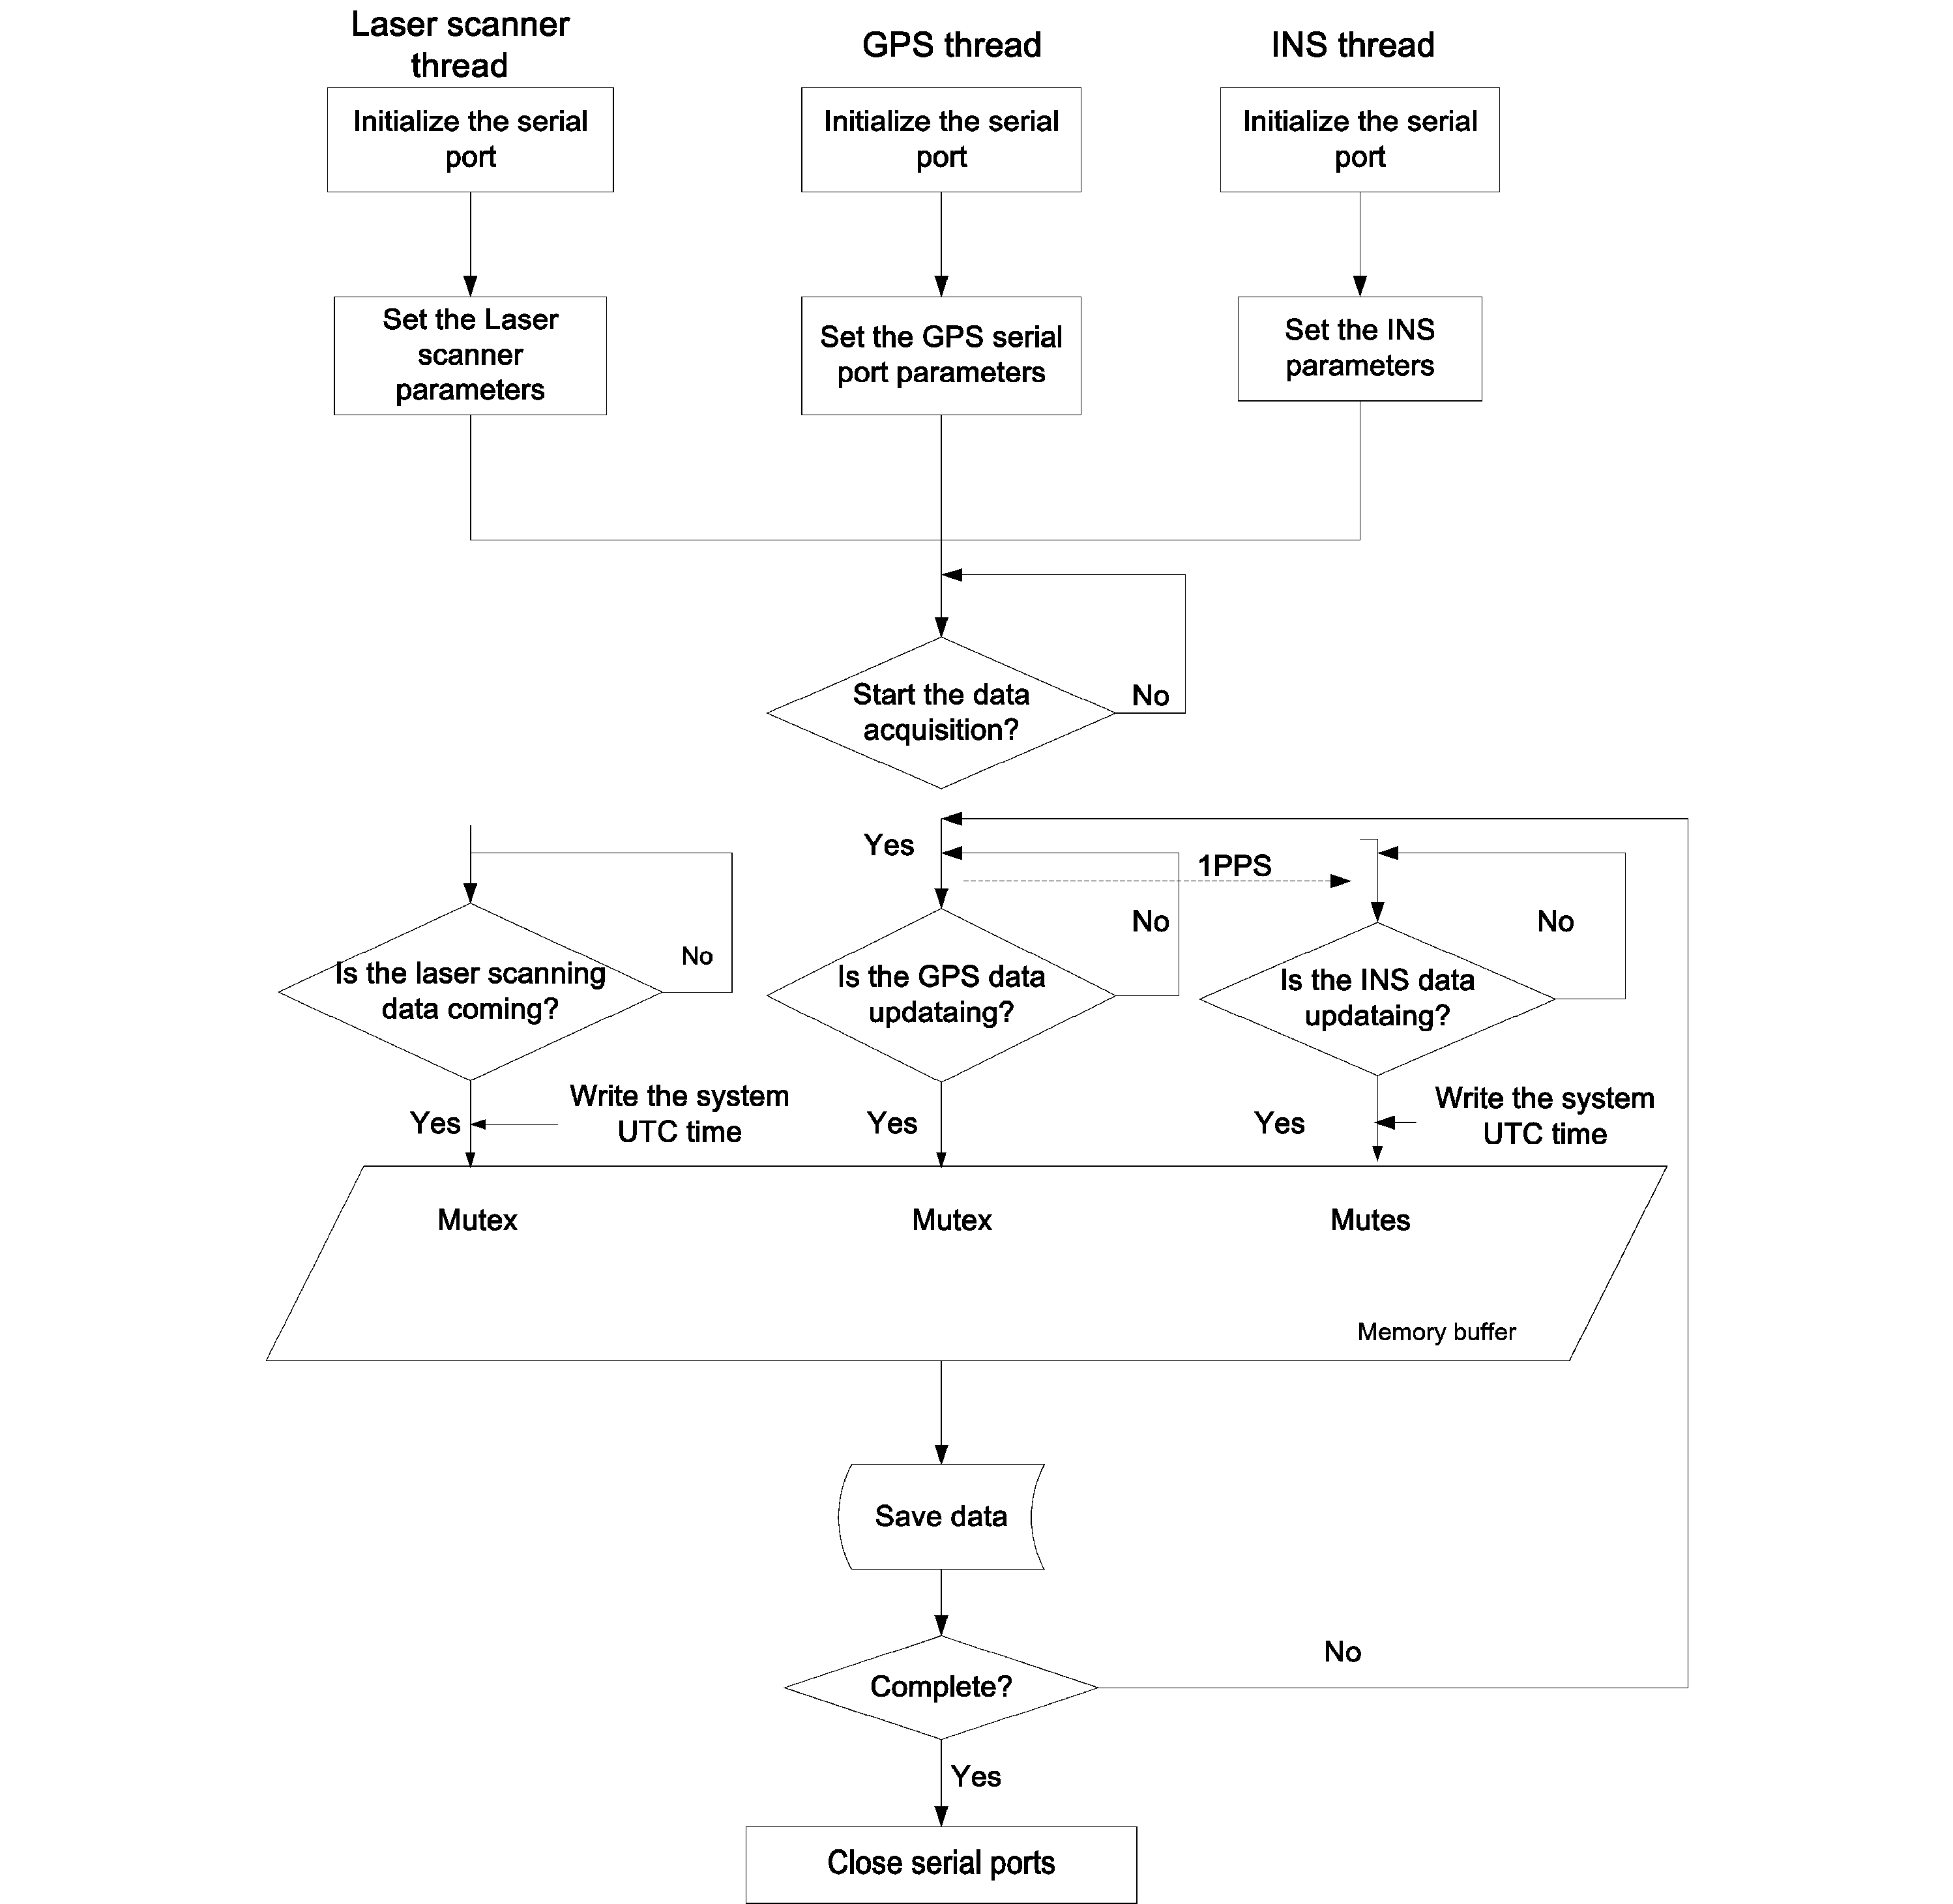 Laser scanner
thread
GPS thread
INS thread
Initialize the serial
port
Initialize the serial
port
Initialize the serial
port
Set the Laser
scanner
parameters
Set the GPS serial
port parameters
Set the INS
parameters
Start the data
acquisition?
No
Yes
1PPS
No
No
No
Is the laser scanning
data coming?
Is the GPS data
updataing?
Is the INS data
updataing?
Yes
Write the system
UTC time
Yes
Yes
Write the system
UTC time
Mutex
Mutex
Mutes
Memory buffer
Save data
Complete?
No
Yes
Close serial ports